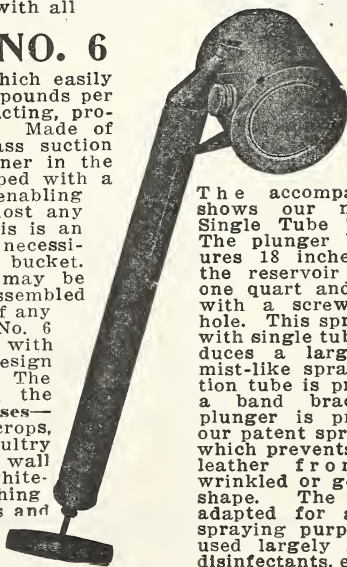 with all
NO. 6
hich easily
pounds per
cting, pro-
Made of
ass suction
ner in the
ped with a
enabling
ost any
is is an
necessi-
bucket.
may be
ssembled
f any
No. 6
with
esign
The
the
ses—
crops,
ultry
wall
hite-
hing
s and
The accompa
shows our n
Single Tube
The plunger
ures 18 inche
the reservoir
one quart and
with a screw
hole. This spr
with single tub
duces a larg
mist-like spra
tion tube is pr
a band brac
plunger is pr
our patent spr
which prevents
leather from
wrinkled or ge
shape. The
adapted for a
spraying purp
used largely
disinfectants, e